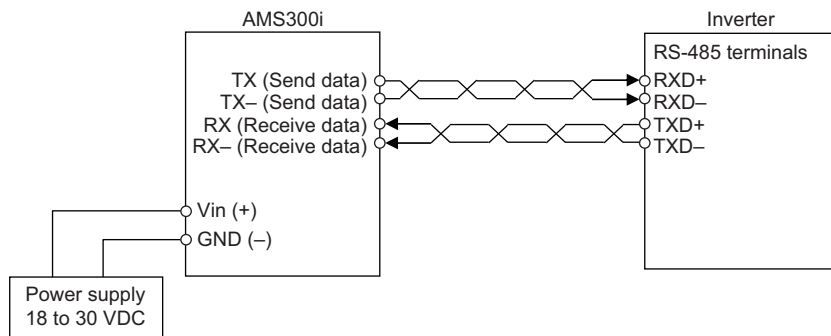 AMS300i
Inverter
RS-485 terminals
TX (Send data)
TX– (Send data)
RX (Receive data)
RX– (Receive data)
RXD+
RXD–
TXD+
TXD–
Vin (+)
GND (–)
Power supply
18 to 30 VDC